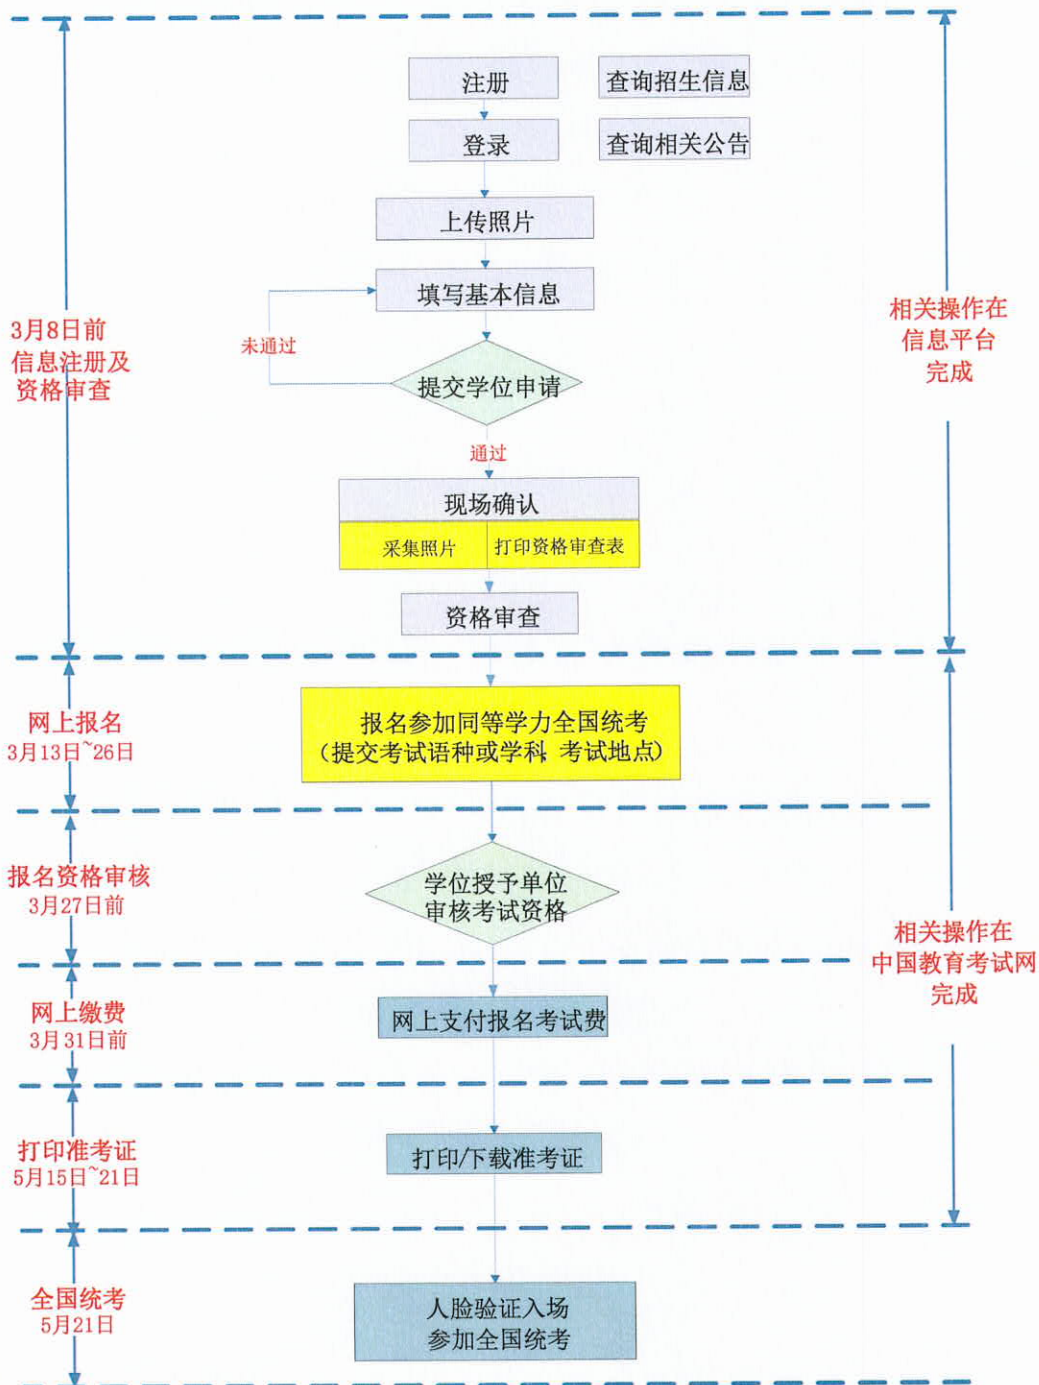 注册
查询招生信息
登录
查询相关公告
上传照片
填写基本信息
未通过
提交学位申请
通过
现场确认
采集照片
打印资格审查表
资格审查
3月8日前
信息注册及
资格审查
相关操作在
信息平台
完成
网上报名
3月13日~26日
报名参加同等学力全国统考
(提交考试语种或学科,考试地点)
报名资格审核
3月27日前
学位授予单位
审核考试资格
相关操作在
中国教育考试网
完成
网上缴费
3月31日前
网上支付报名考试费
打印准考证
5月15日~21日
打印/下载准考证
全国统考
5月21日
人脸验证入场
参加全国统考